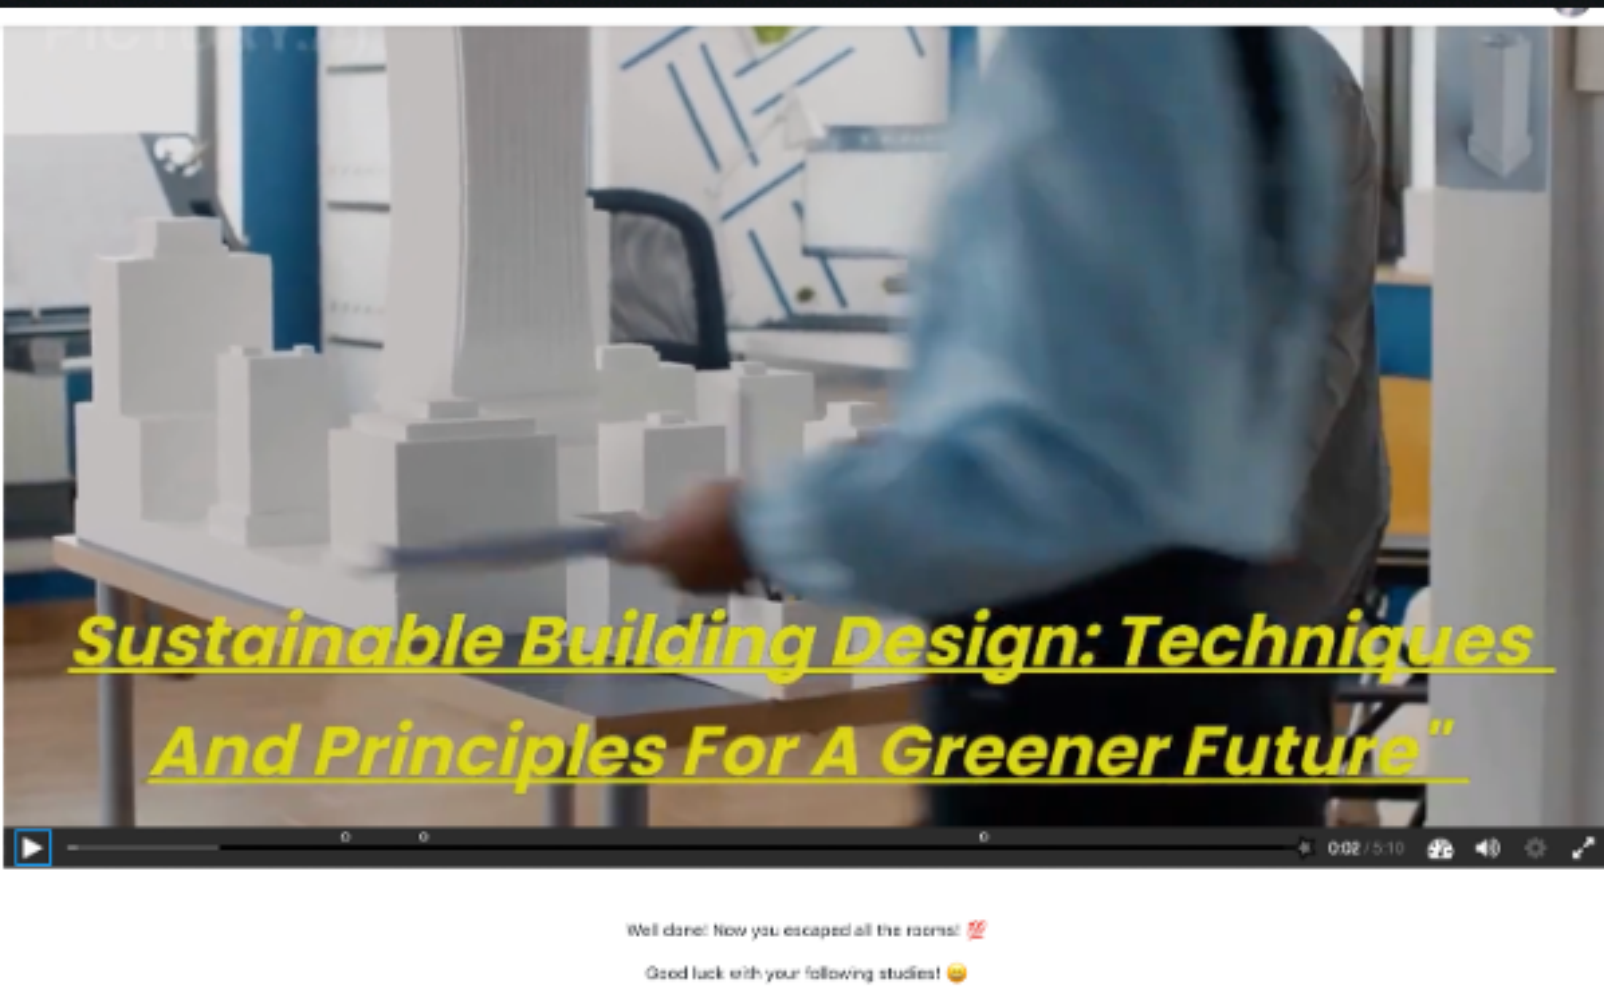 Sustainable Building Design: Techniques
And Principles For A Greener Future"
0:02 / 5:10
Well done! Now you escaped all the rooms! 💯
Good luck with your following studies! 😀